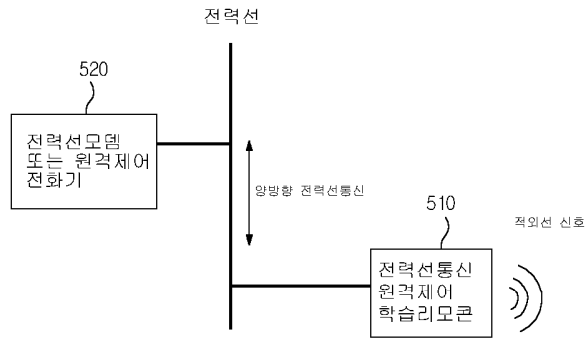 전력선
520
전력선모뎀
또는 원격제어
전화기
양방향 전력선통신
510
적외선 신호
전력선통신
원격제어
학습리모콘